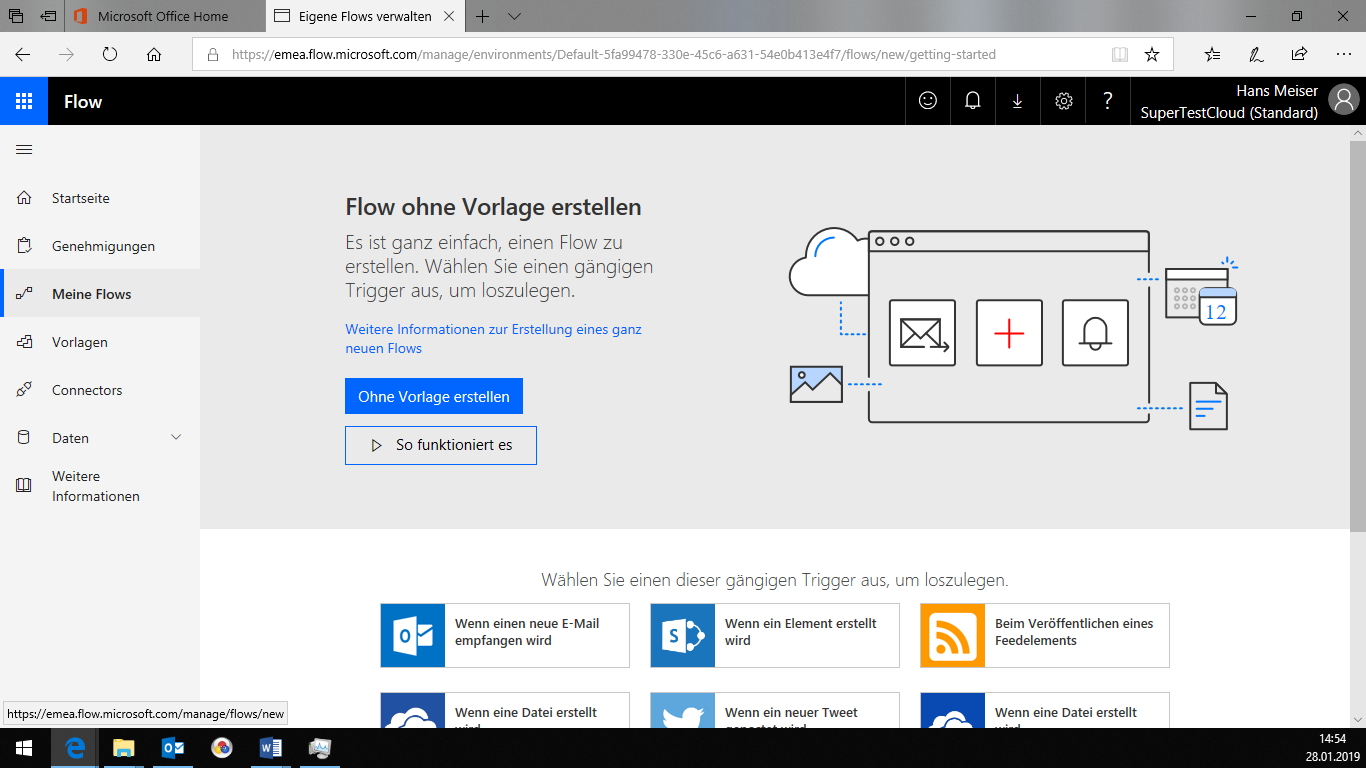 Microsoft Office Home
Eigene Flows verwalten
https://emea.flow.microsoft.com/manage/environments/Default-5fa99478-330e-45c6-a631-54e0b413e4f7/flows/new/getting-started
Flow
?
Hans Meiser
SuperTestCloud (Standard)
Startseite
Genehmigungen
Meine Flows
Vorlagen
Connectors
Daten
Weitere
Informationen
Flow ohne Vorlage erstellen
Es ist ganz einfach, einen Flow zu
erstellen. Wählen Sie einen gängigen
Trigger aus, um loszulegen.
Weitere Informationen zur Erstellung eines ganz
neuen Flows
Ohne Vorlage erstellen
So funktioniert es
12
Wählen Sie einen dieser gängigen Trigger aus, um loszulegen.
Wenn einen neue E-Mail
empfangen wird
Wenn ein Element erstellt
wird
Beim Veröffentlichen eines
Feedelements
Wenn eine Datei erstellt
wird
Wenn ein neuer Tweet
gepostet wird
Wenn eine Datei erstellt
wird
https://emea.flow.microsoft.com/manage/flows/new
14:54
28.01.2019